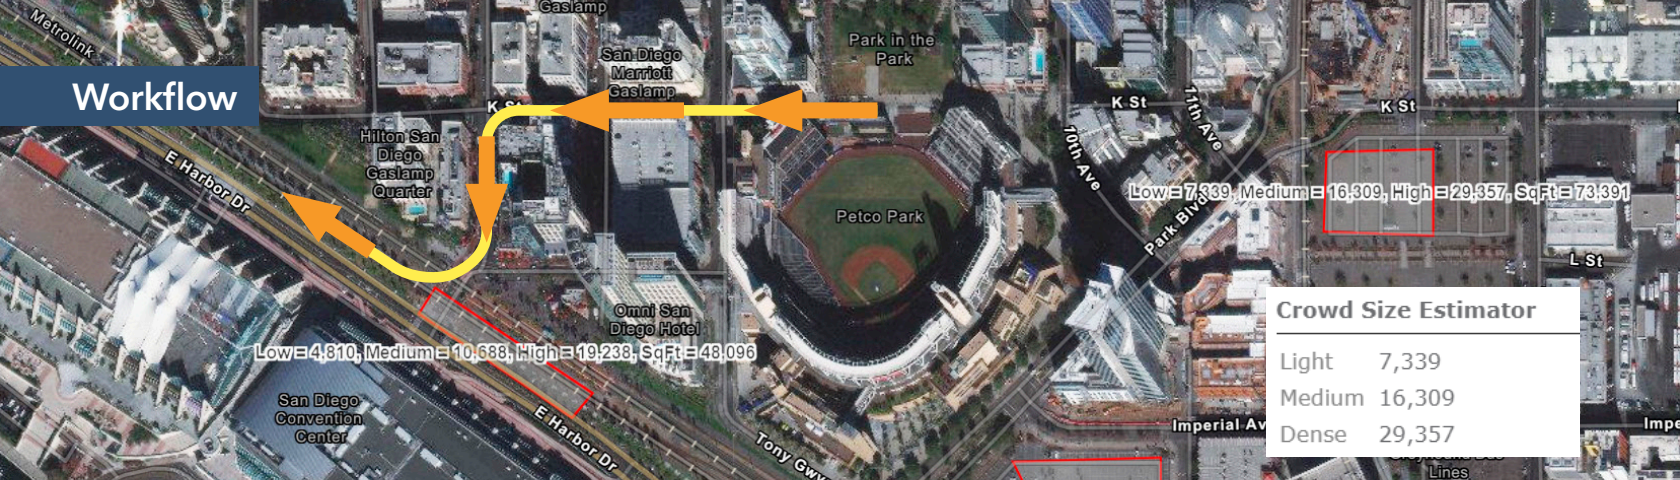 Gaslamp
Metrolink
Workflow
San Diego
Marriott
Gaslamp
Park in the
Park
K St
K St
K St
11th Ave
10th Ave
Hilton San
Diego
Gaslamp
Quarter
E Harbor Dr
Petco Park
Low = 7,339, Medium = 16,309, High = 29,357, SqFt = 73,391
Park Blvd
L St
Omni San
Diego Hotel
Low = 4,810, Medium = 10,688, High = 19,238, SqFt = 48,096
Crowd Size Estimator
Light 7,339
Medium 16,309
Dense 29,357
San Diego
Convention
Center
E Harbor Dr
Tony Gwy
Imperial Av
Impe
Lines